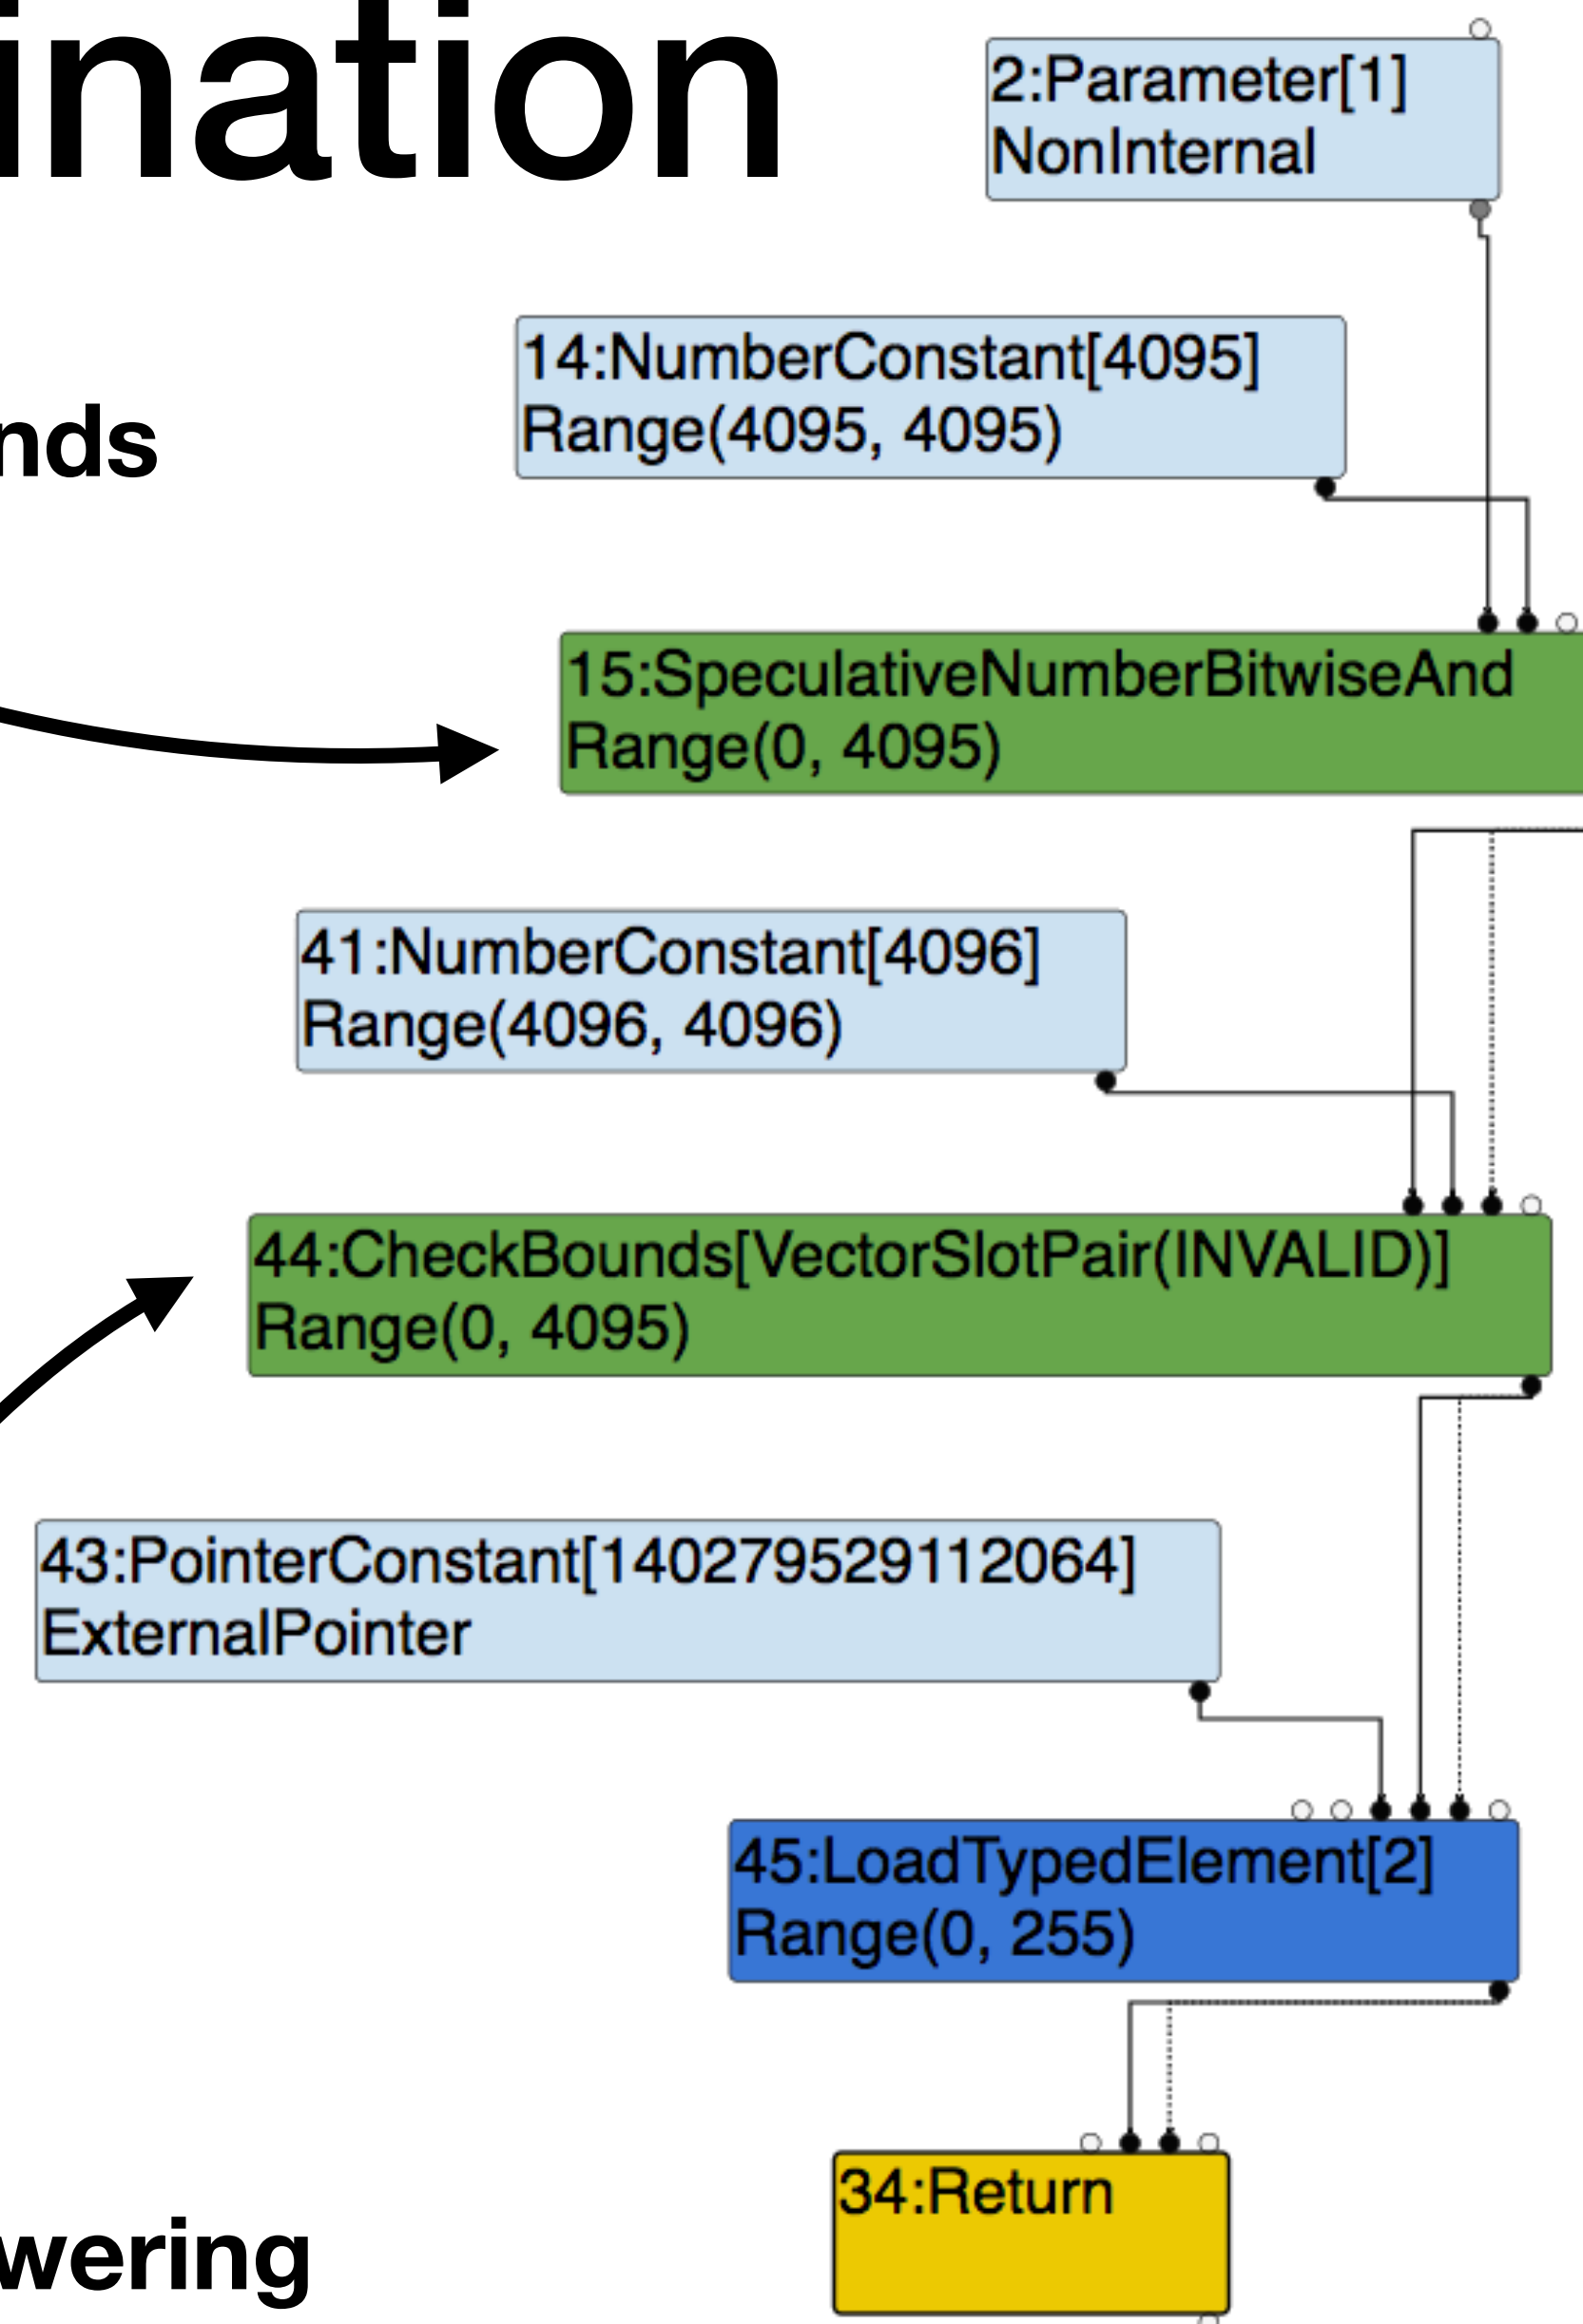 ination
2:Parameter[1]
NonInternal
14:NumberConstant[4095]
Range(4095, 4095)
nds
15:SpeculativeNumberBitwiseAnd
Range(0, 4095)
41:NumberConstant[4096]
Range(4096, 4096)
44:CheckBounds[VectorSlotPair(INVALID)]
Range(0, 4095)
43:PointerConstant[140279529112064]
ExternalPointer
45:LoadTypedElement[2]
Range(0, 255)
34:Return
wering